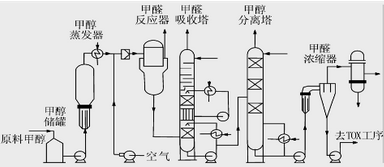 甲醇
蒸发器
甲醛
反应器
甲醛
吸收塔
甲醇
分离塔
甲醛
浓缩器
甲醇
储罐
原料甲醇
空气
去TOX工序